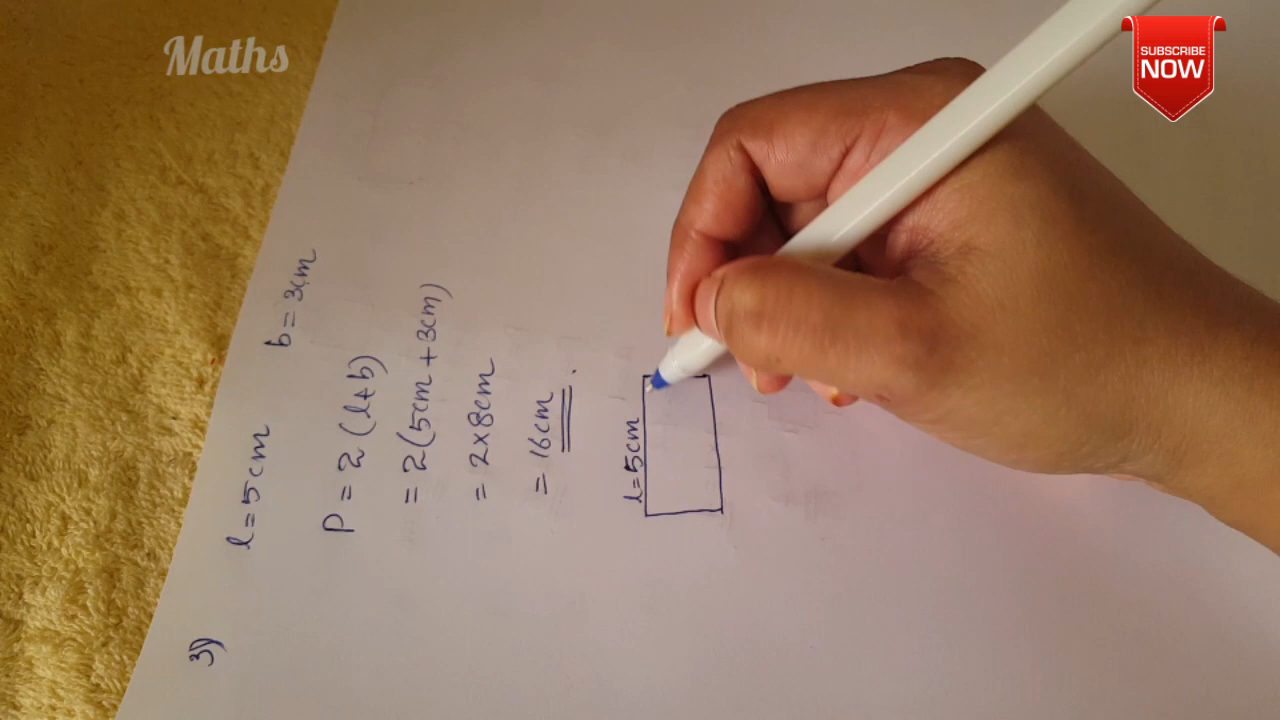 Maths
SUBSCRIBE
NOW
3) l = 5cm b = 3cm
P = 2 (l+b)
= 2(5cm + 3cm)
= 2x8cm
= 16cm.
l=5cm